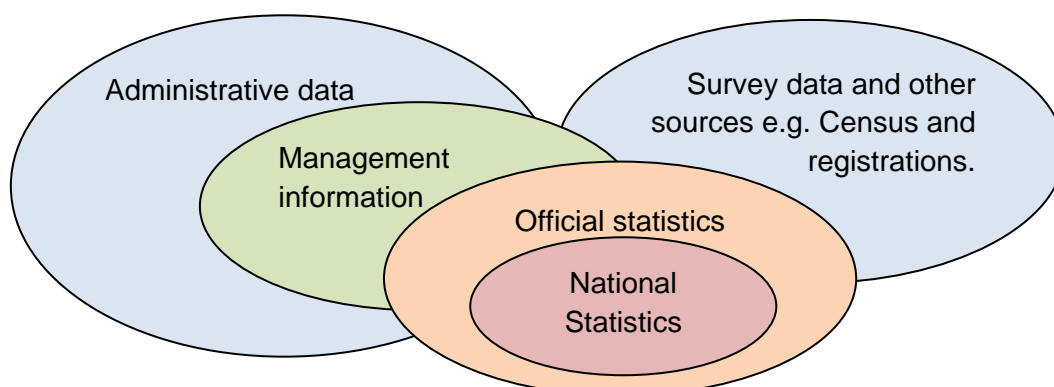 Administrative data
Survey data and other
sources e.g. Census and
registrations.
Management
information
Official statistics
National
Statistics